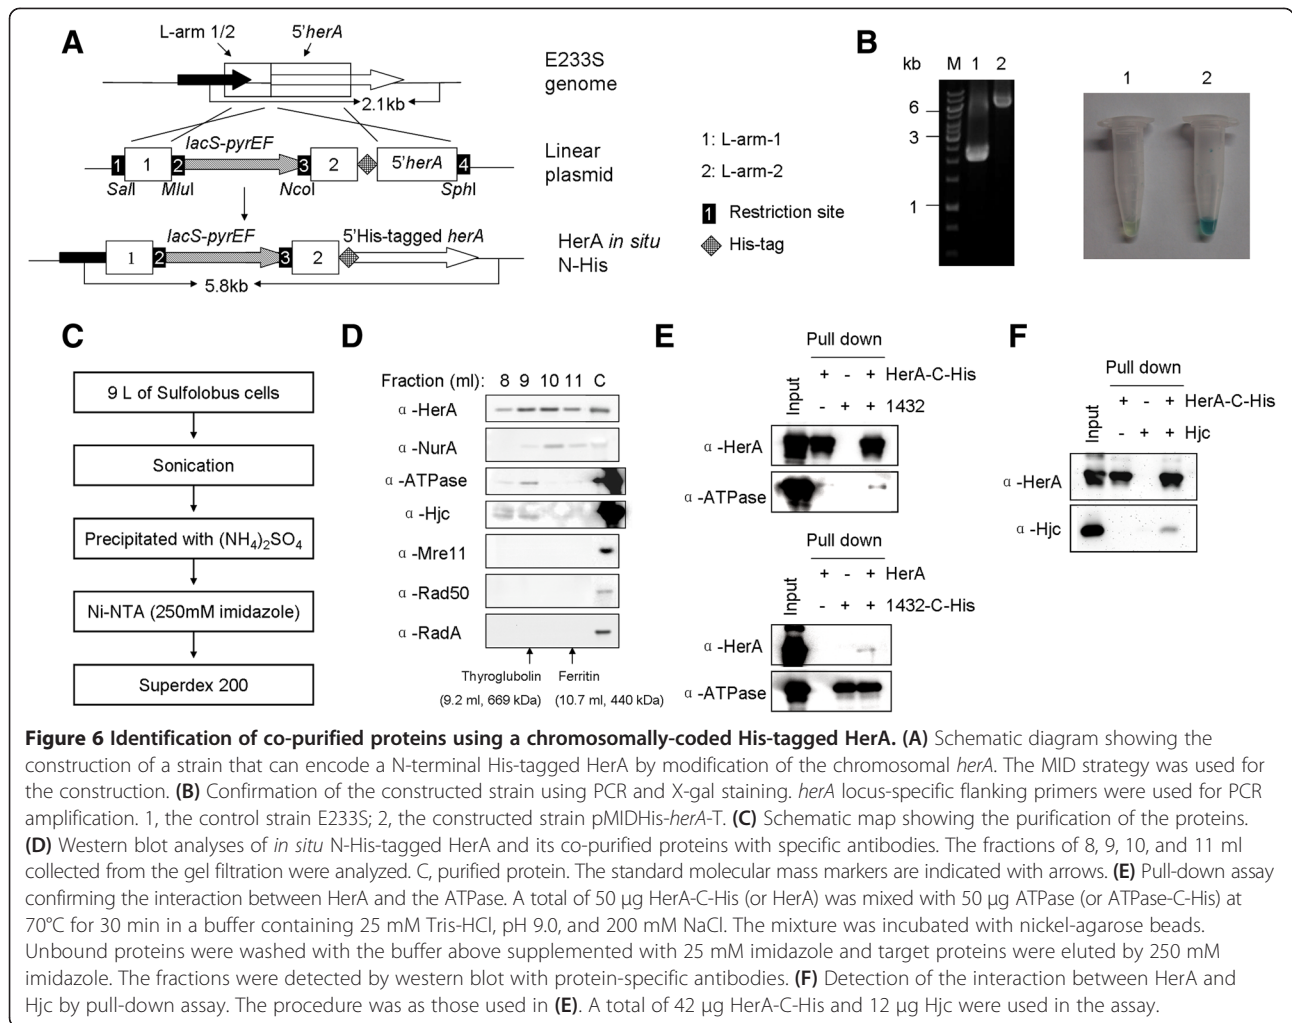 A
L-arm 1/2
5'herA
E233S
genome
2.1kb
lacS-pyrEF
1 1 2 3 2 5'herA 4
SalI MluI NcoI SphI
Linear
plasmid
lacS-pyrEF
5'His-tagged herA
1 2 3 2
HerA in situ
N-His
5.8kb
1: L-arm-1
2: L-arm-2
1 Restriction site
His-tag
B
kb M 1 2
6
3
1
1 2
C
9 L of Sulfolobus cells
Sonication
Precipitated with (NH4)2SO4
Ni-NTA (250mM imidazole)
Superdex 200
D
Fraction (ml): 8 9 10 11 C
α-HerA
α-NurA
α-ATPase
α-Hjc
α-Mre11
α-Rad50
α-RadA
Thyroglubolin Ferritin
(9.2 ml, 669 kDa) (10.7 ml, 440 kDa)
E
Pull down
Input
+ - + HerA-C-His
- + + 1432
α-HerA
α-ATPase
Pull down
Input
+ - + HerA
- + + 1432-C-His
α-HerA
α-ATPase
F
Pull down
Input
+ - + HerA-C-His
- + + Hjc
α-HerA
α-Hjc
Figure 6 Identification of co-purified proteins using a chromosomally-coded His-tagged HerA. (A) Schematic diagram showing the
construction of a strain that can encode a N-terminal His-tagged HerA by modification of the chromosomal herA. The MID strategy was used for
the construction. (B) Confirmation of the constructed strain using PCR and X-gal staining. herA locus-specific flanking primers were used for PCR
amplification. 1, the control strain E233S; 2, the constructed strain pMIDHis-herA-T. (C) Schematic map showing the purification of the proteins.
(D) Western blot analyses of in situ N-His-tagged HerA and its co-purified proteins with specific antibodies. The fractions of 8, 9, 10, and 11 ml
collected from the gel filtration were analyzed. C, purified protein. The standard molecular mass markers are indicated with arrows. (E) Pull-down assay
confirming the interaction between HerA and the ATPase. A total of 50 μg HerA-C-His (or HerA) was mixed with 50 μg ATPase (or ATPase-C-His) at
70°C for 30 min in a buffer containing 25 mM Tris-HCl, pH 9.0, and 200 mM NaCl. The mixture was incubated with nickel-agarose beads.
Unbound proteins were washed with the buffer above supplemented with 25 mM imidazole and target proteins were eluted by 250 mM
imidazole. The fractions were detected by western blot with protein-specific antibodies. (F) Detection of the interaction between HerA and
Hjc by pull-down assay. The procedure was as those used in (E). A total of 42 μg HerA-C-His and 12 μg Hjc were used in the assay.